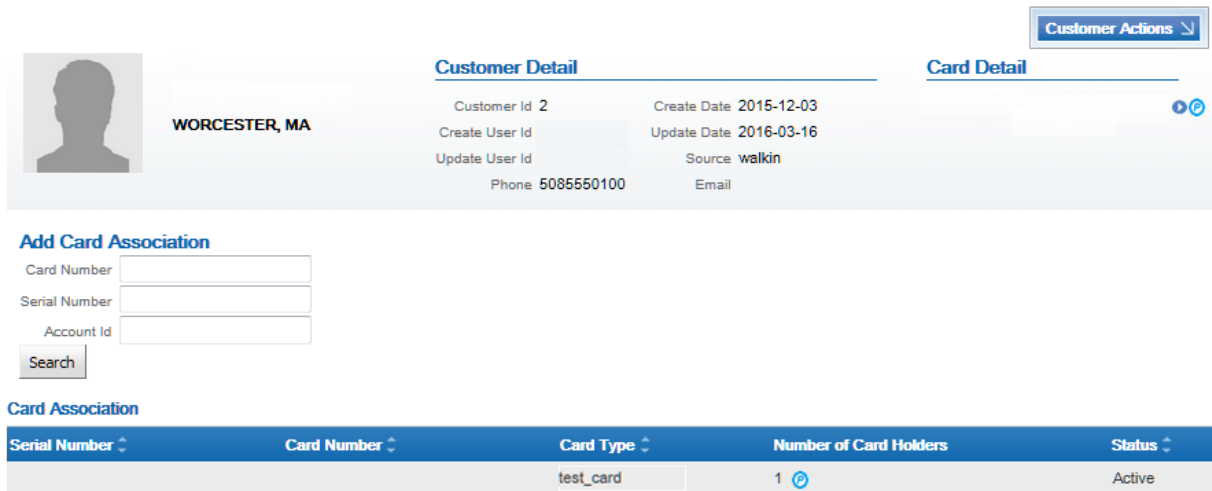 Customer Actions
Customer Detail
Card Detail
Customer Id 2 Create Date 2015-12-03
WORCESTER, MA
Create User Id Update Date 2016-03-16
Update User Id Source walkin
Phone 5085550100 Email
Add Card Association
Card Number
Serial Number
Account Id
Search
Card Association
Serial Number Card Number Card Type Number of Card Holders Status
test_card 1 P Active